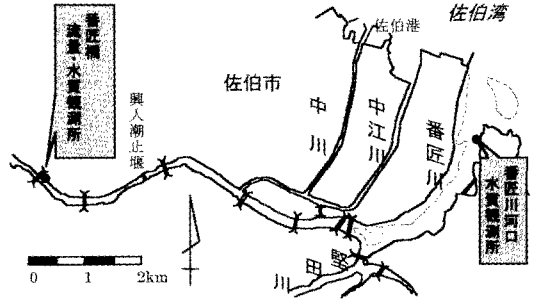 番匠橋
流量・水質観測所
興人潮止堰
佐伯市
佐伯港
佐伯湾
中川
中江川
番匠川
番匠川河口
水質観測所
堅田川
0 1 2km